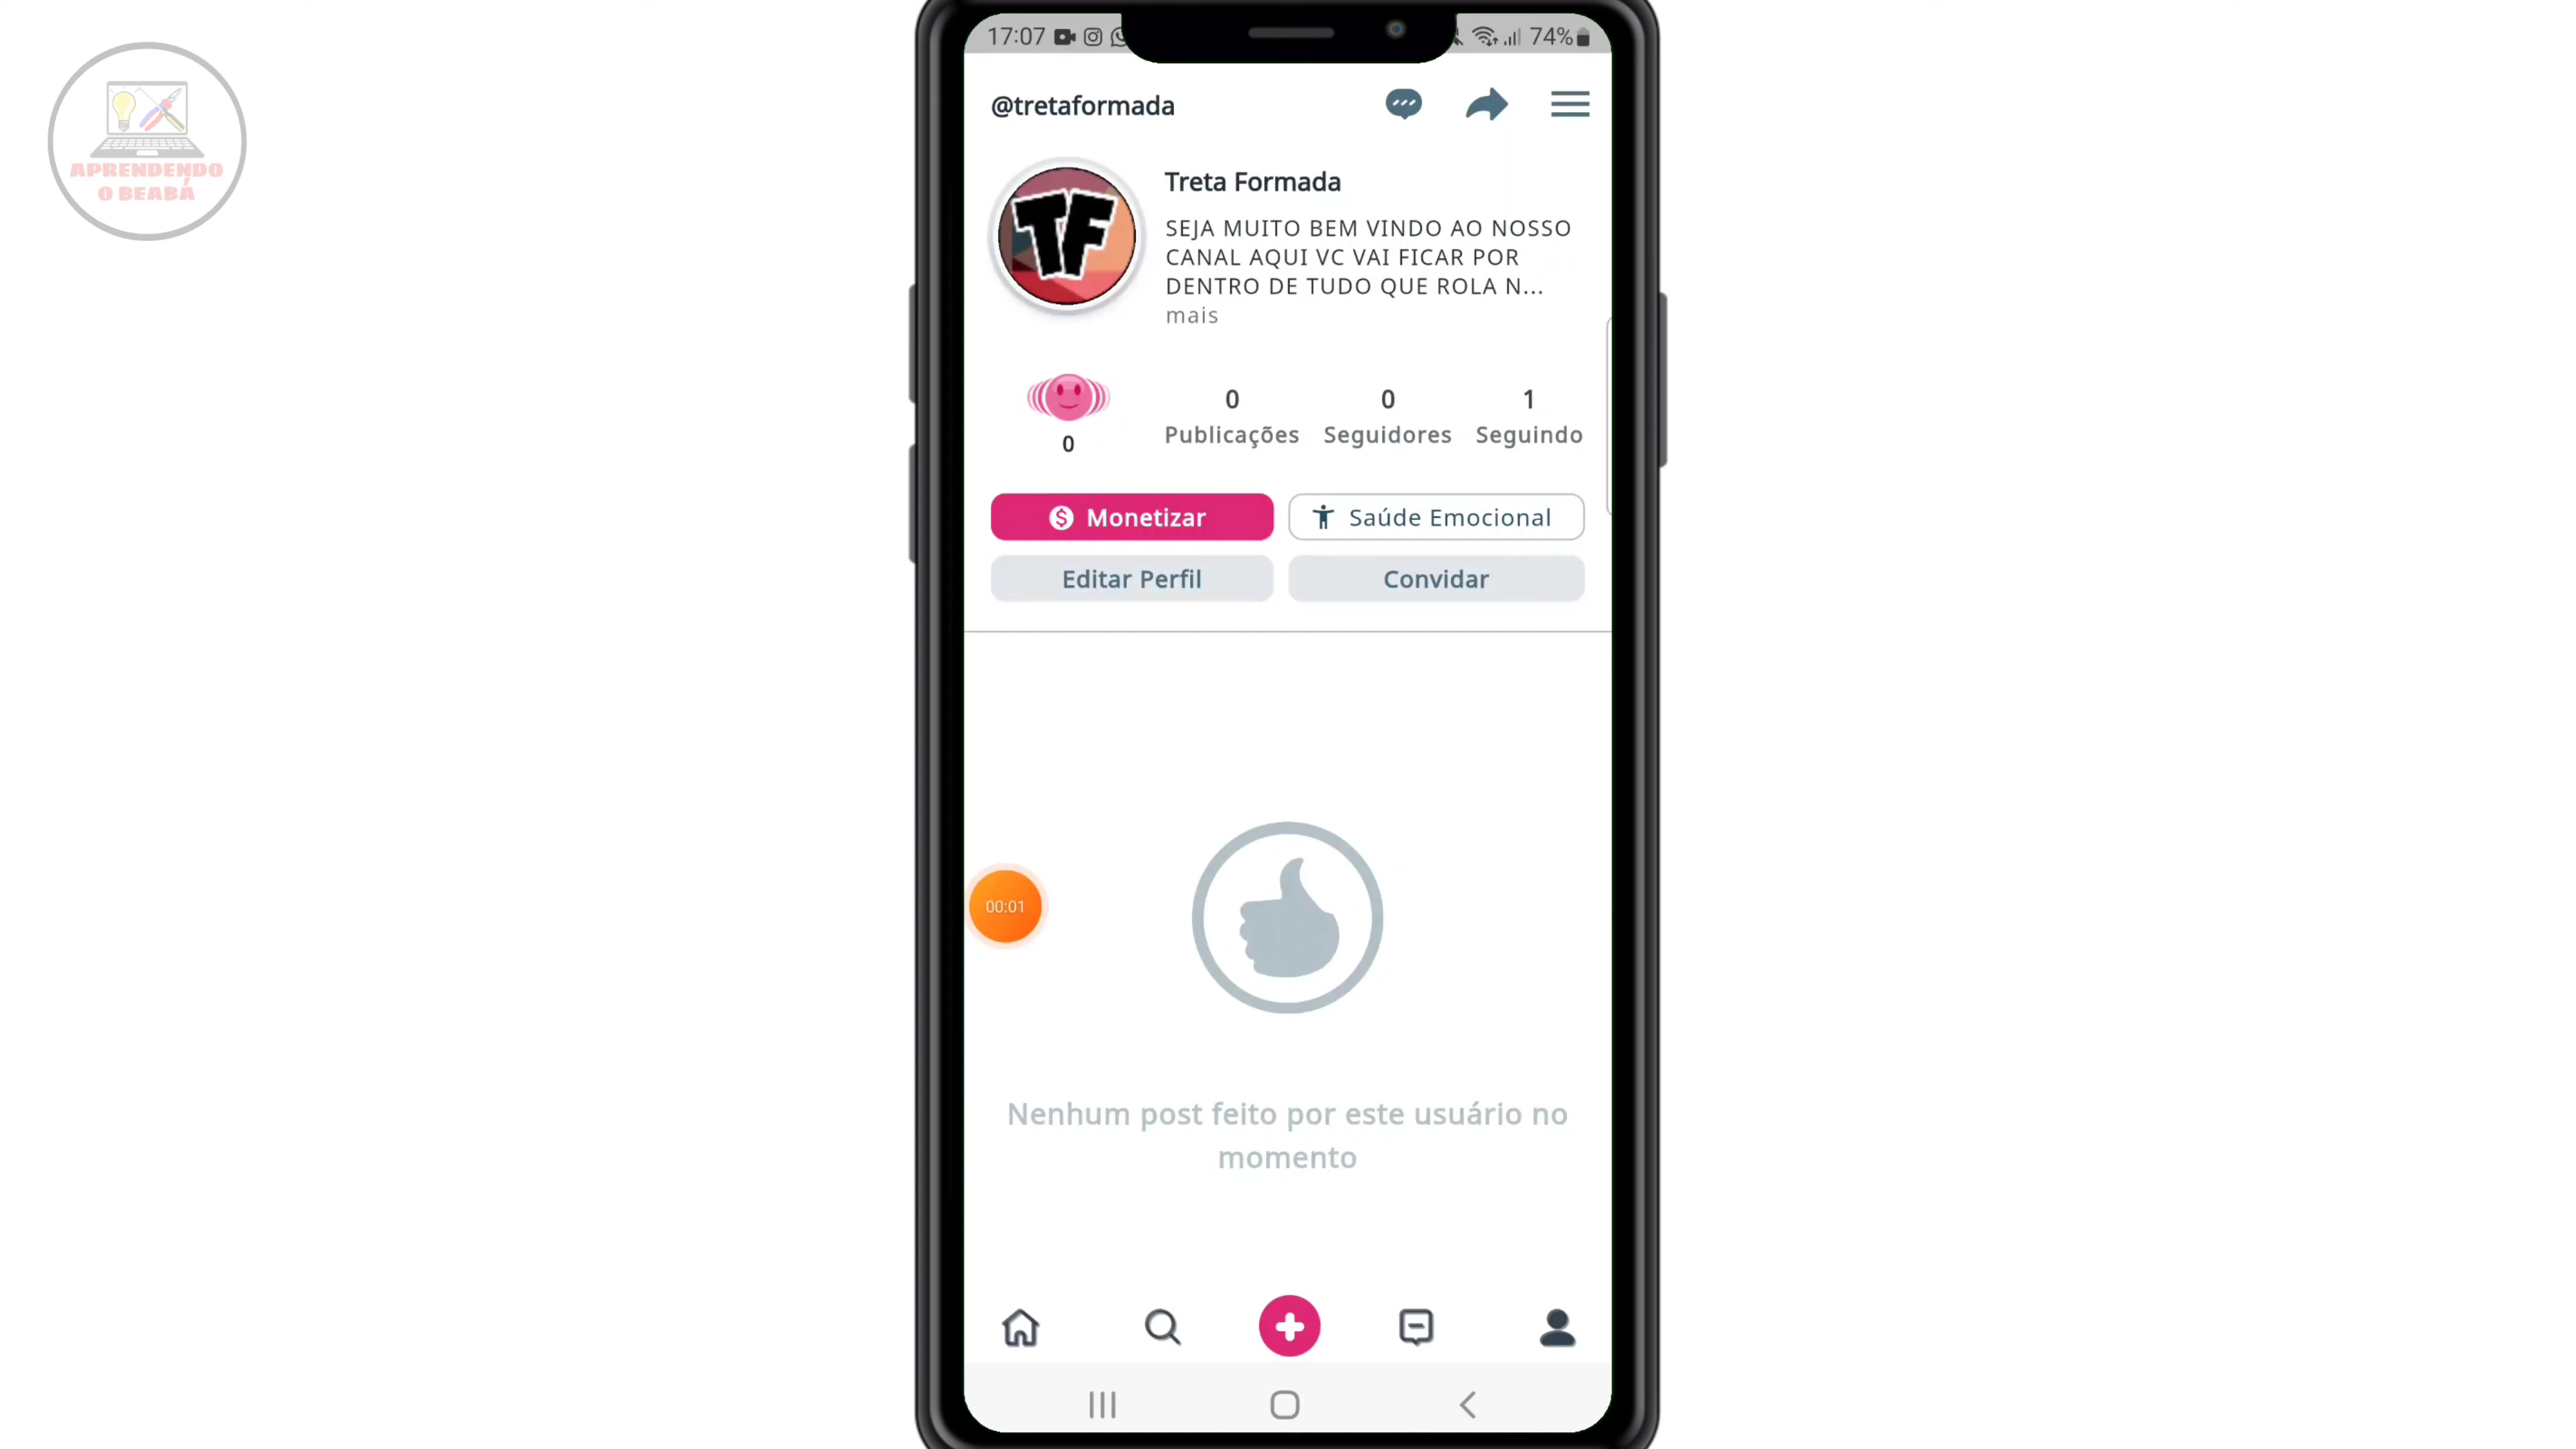 APRENDENDO
O BEABÁ
17:07
74%
@tretaformada
TF
Treta Formada
SEJA MUITO BEM VINDO AO NOSSO
CANAL AQUI VC VAI FICAR POR
DENTRO DE TUDO QUE ROLA N...
mais
0
0 0 1
Publicações Seguidores Seguindo
$ Monetizar
Saúde Emocional
Editar Perfil
Convidar
00:01
Nenhum post feito por este usuário no
momento